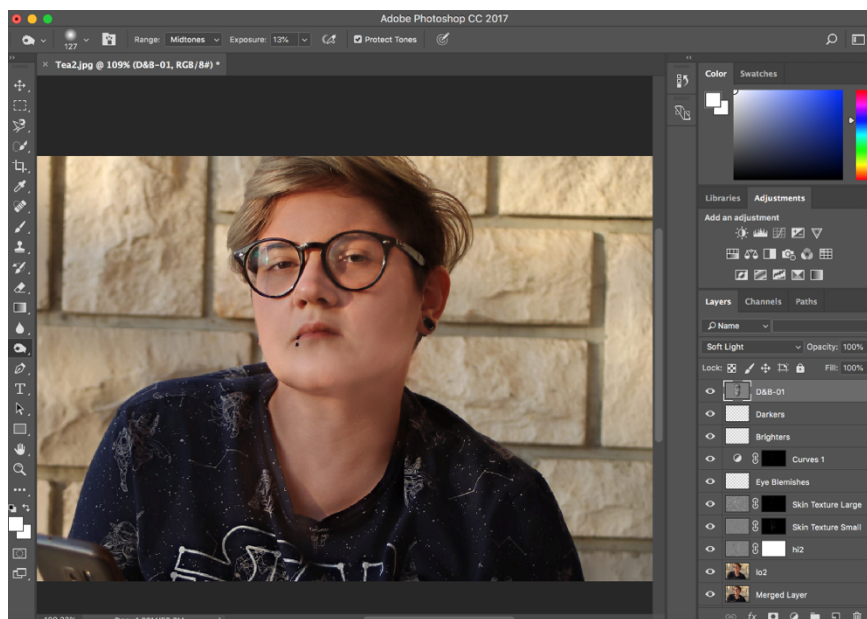 Adobe Photoshop CC 2017
127 Range: Midtones Exposure: 13% Protect Tones
× Tea2.jpg @ 109% (D&B-01, RGB/8#) *
Color Swatches
Libraries Adjustments
Add an adjustment
Layers Channels Paths
Name
Soft Light Opacity: 100%
Lock: Fill: 100%
D&B-01
Darkers
Brighters
Curves 1
Eye Blemishes
Skin Texture Large
Skin Texture Small
hi2
lo2
Merged Layer
fx